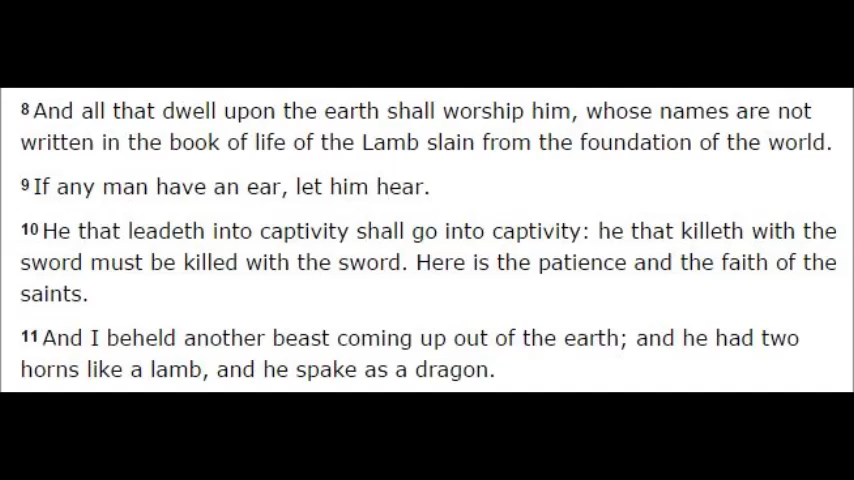 8 And all that dwell upon the earth shall worship him, whose names are not
written in the book of life of the Lamb slain from the foundation of the world.
9 If any man have an ear, let him hear.
10 He that leadeth into captivity shall go into captivity: he that killeth with the
sword must be killed with the sword. Here is the patience and the faith of the
saints.
11 And I beheld another beast coming up out of the earth; and he had two
horns like a lamb, and he spake as a dragon.